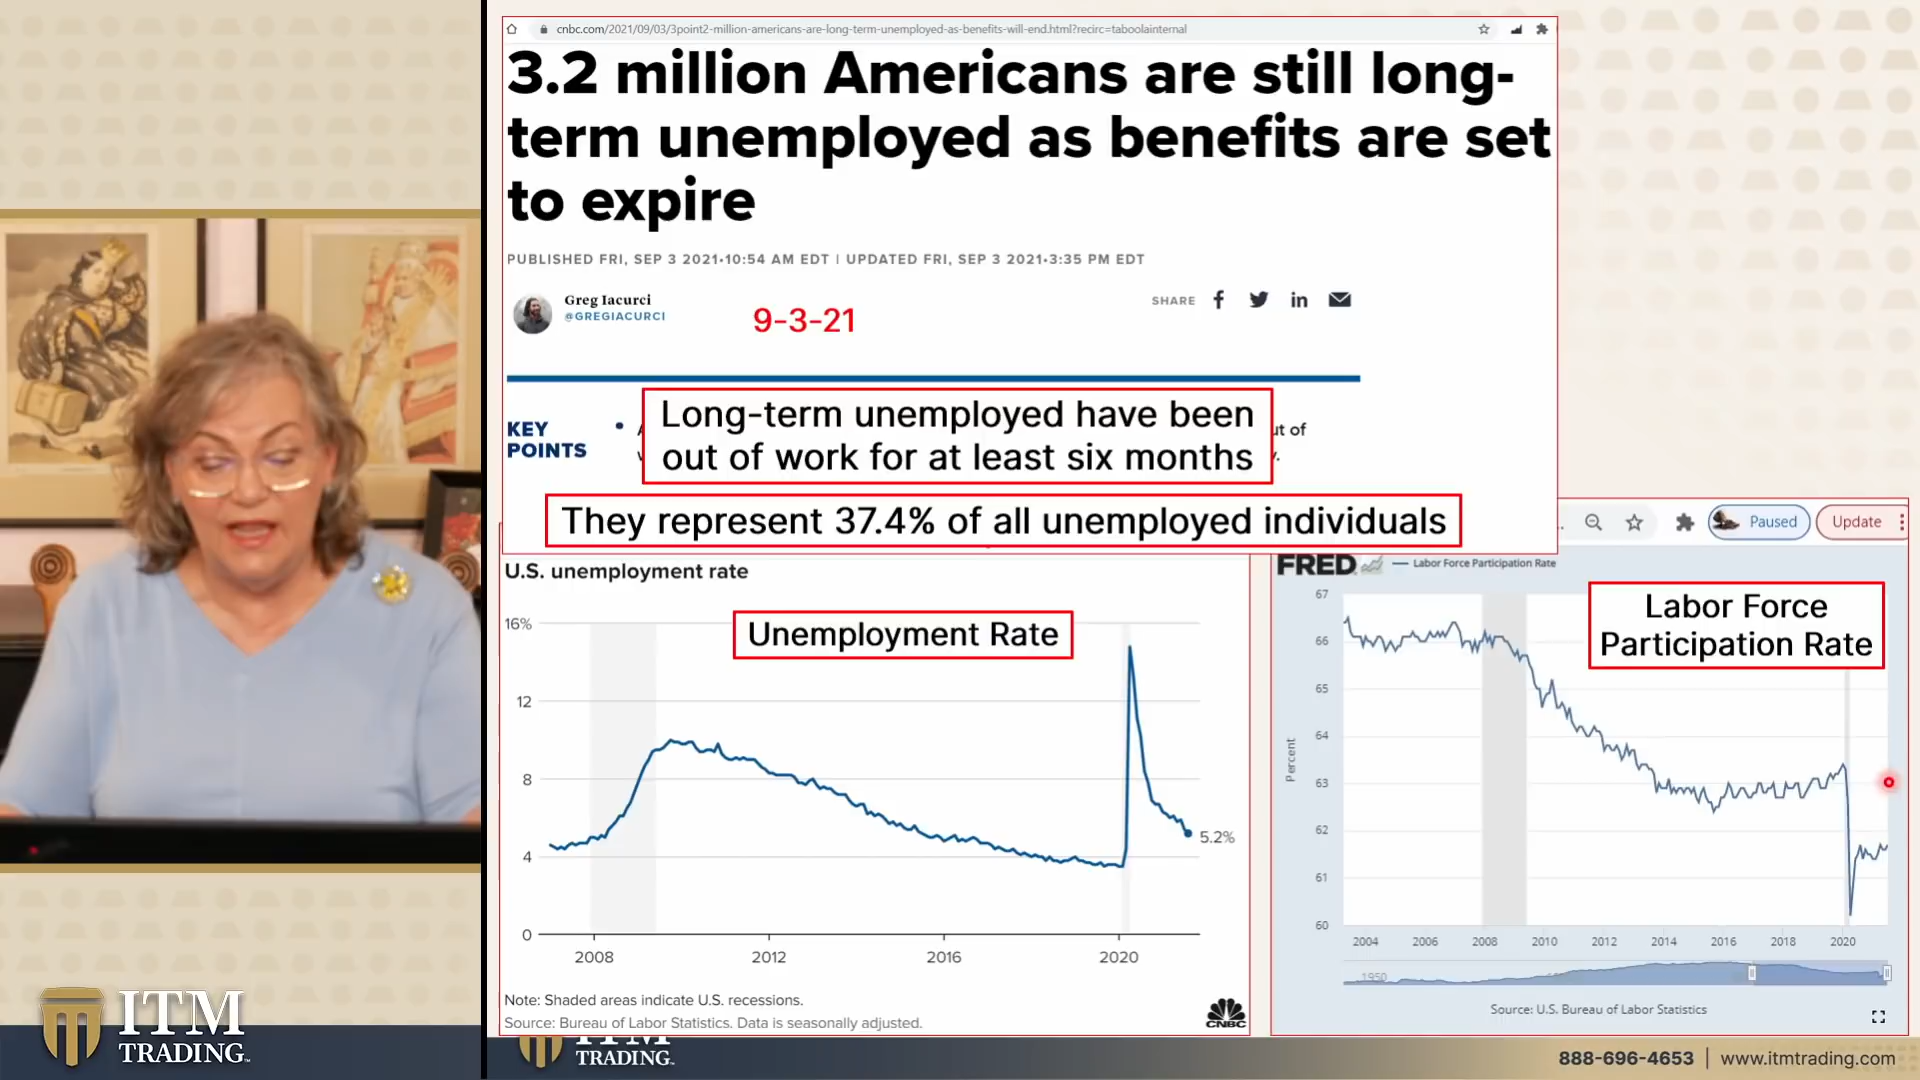 cnbc.com/2021/09/03/3point2-million-americans-are-long-term-unemployed-as-benefits-will-end.html?recirc=taboolainternal
3.2 million Americans are still long-
term unemployed as benefits are set
to expire
PUBLISHED FRI, SEP 3 2021•10:54 AM EDT | UPDATED FRI, SEP 3 2021•3:35 PM EDT
Greg Iacurci
@GREGIACURCI
9-3-21
SHARE
KEY
POINTS
Long-term unemployed have been
out of work for at least six months
ut of
They represent 37.4% of all unemployed individuals
U.S. unemployment rate
Unemployment Rate
16%
12
8
4
0
5.2%
2008
2012
2016
2020
Note: Shaded areas indicate U.S. recessions.
Source: Bureau of Labor Statistics. Data is seasonally adjusted.
CNBC
Paused
Update
FRED
Labor Force Participation Rate
Labor Force
Participation Rate
Percent
67
66
65
64
63
62
61
60
2004
2006
2008
2010
2012
2014
2016
2018
2020
1950
Source: U.S. Bureau of Labor Statistics
ITM
TRADING
ITM
TRADING
888-696-4653 | www.itmtrading.com